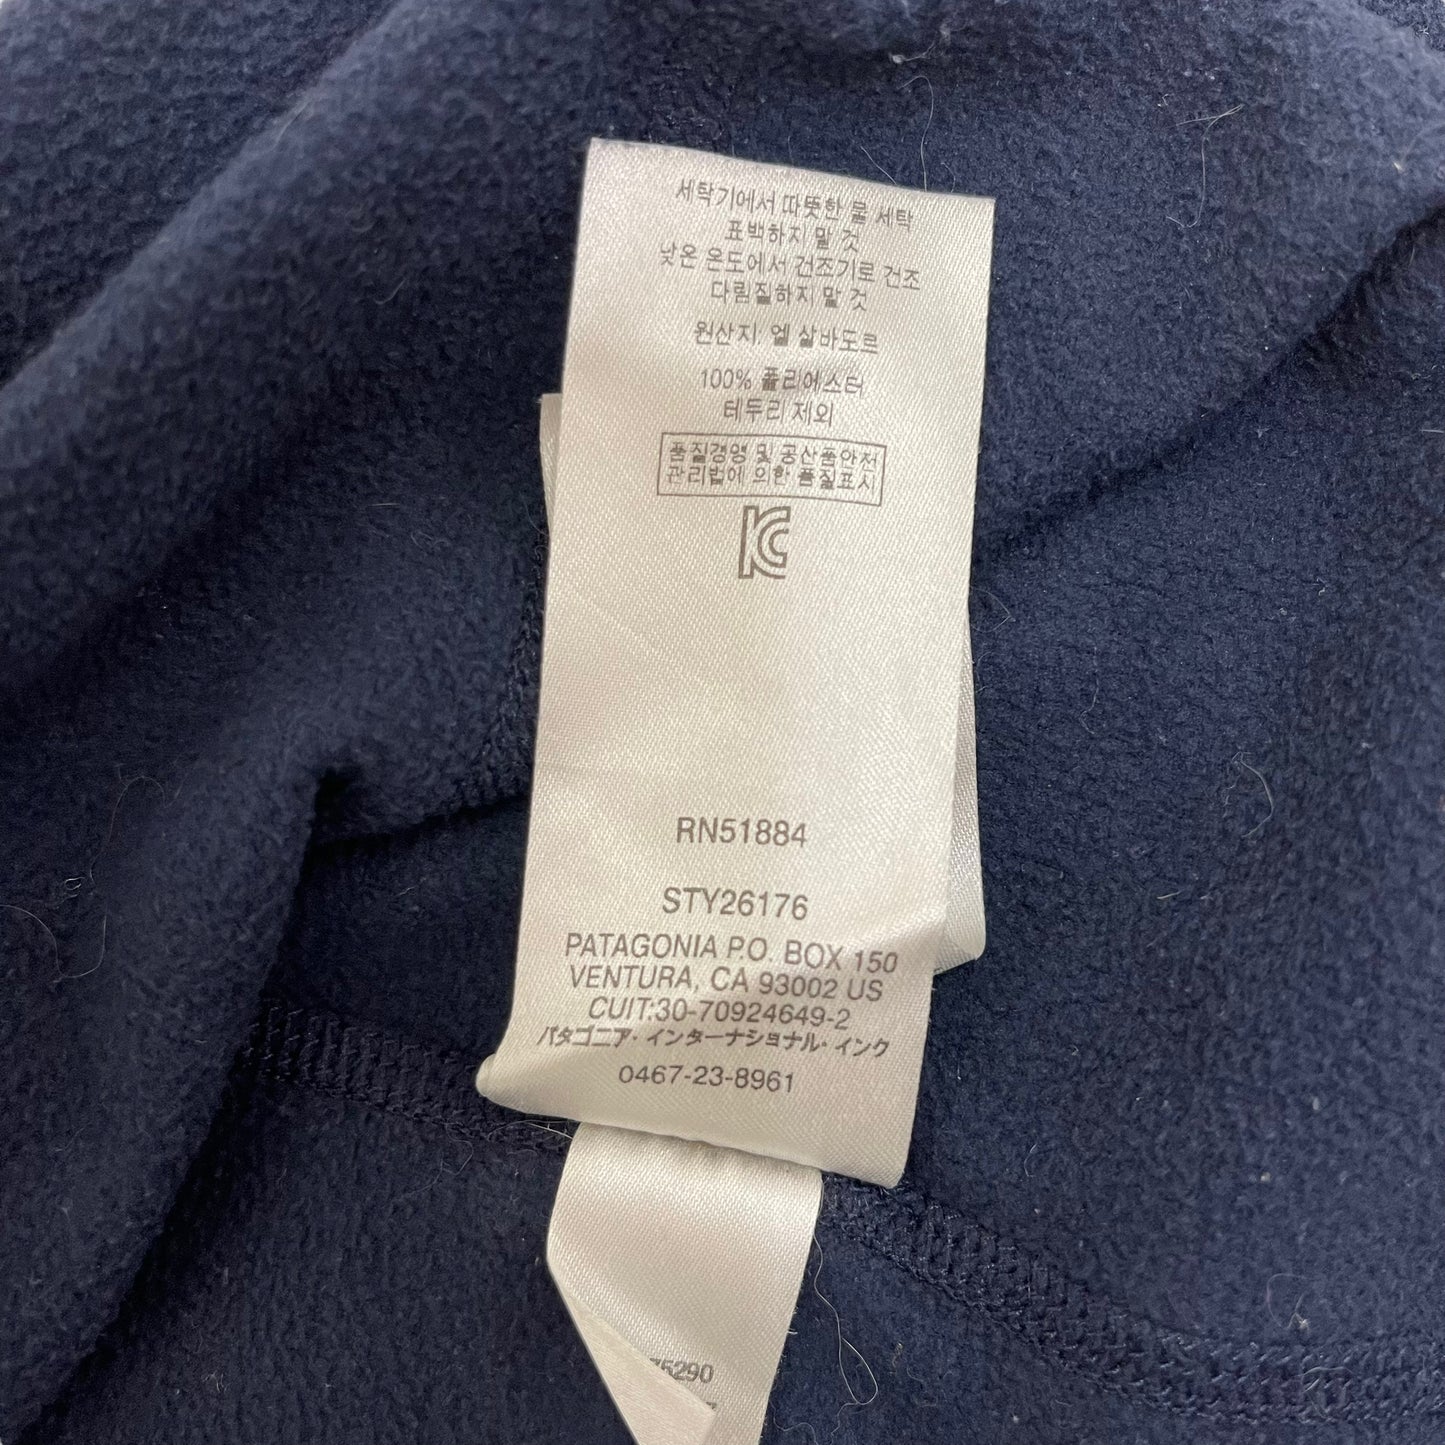 세탁기에서 따뜻한 물 세탁
표백하지 말 것
낮은 온도에서 건조기로 건조
다림질하지 말 것
원산지: 엘 살바도르
100% 폴리에스터
테두리 제외
품질경영 및 공산품안전
관리법에 의한 품질표시
KC
RN51884
STY26176
PATAGONIA P.O. BOX 150
VENTURA, CA 93002 US
CUIT:30-70924649-2
パタゴニア・インターナショナル・インク
0467-23-8961
75290